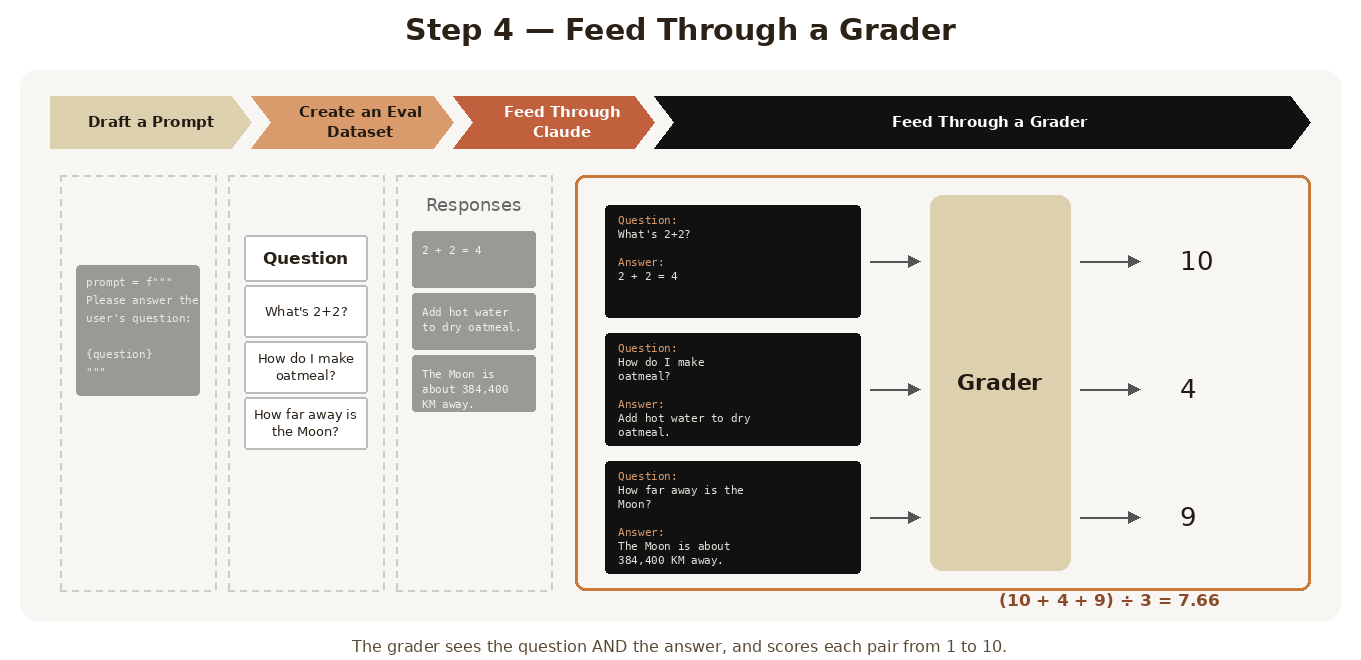 Step 4 — Feed Through a Grader
Draft a Prompt
Create an Eval
Dataset
Feed Through
Claude
Feed Through a Grader
prompt = f"""
Please answer the
user's question:
{question}
"""
Question
What's 2+2?
How do I make
oatmeal?
How far away is
the Moon?
Responses
2 + 2 = 4
Add hot water
to dry oatmeal.
The Moon is
about 384,400
KM away.
Question:
What's 2+2?
Answer:
2 + 2 = 4
Question:
How do I make
oatmeal?
Answer:
Add hot water to dry
oatmeal.
Question:
How far away is the
Moon?
Answer:
The Moon is about
384,400 KM away.
Grader
10
4
9
(10 + 4 + 9) ÷ 3 = 7.66
The grader sees the question AND the answer, and scores each pair from 1 to 10.